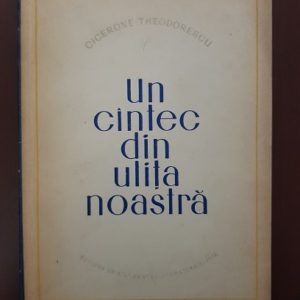 CICERONE THEODORESCU
Un
cîntec
din
ulița
noastră